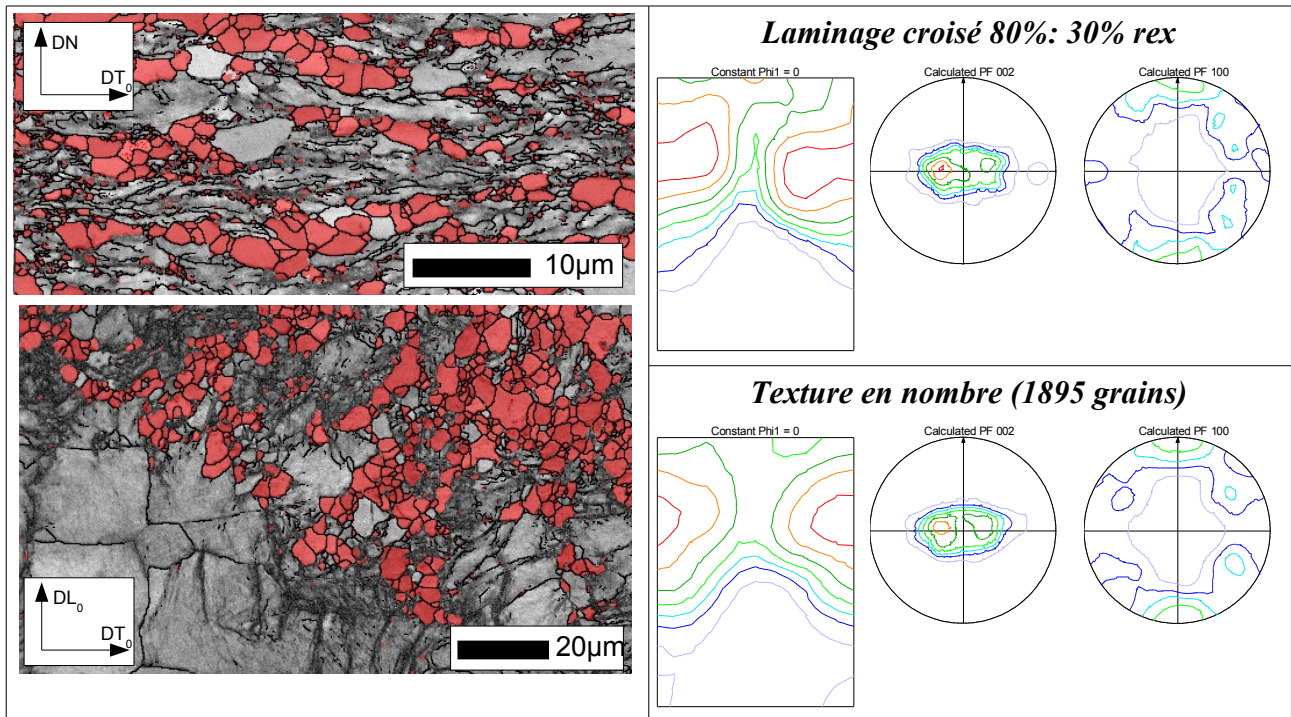 DN
DT0
10µm
DL0
DT0
20µm
Laminage croisé 80%: 30% rex
Constant Phi1 = 0
Calculated PF 002
Calculated PF 100
Texture en nombre (1895 grains)
Constant Phi1 = 0
Calculated PF 002
Calculated PF 100